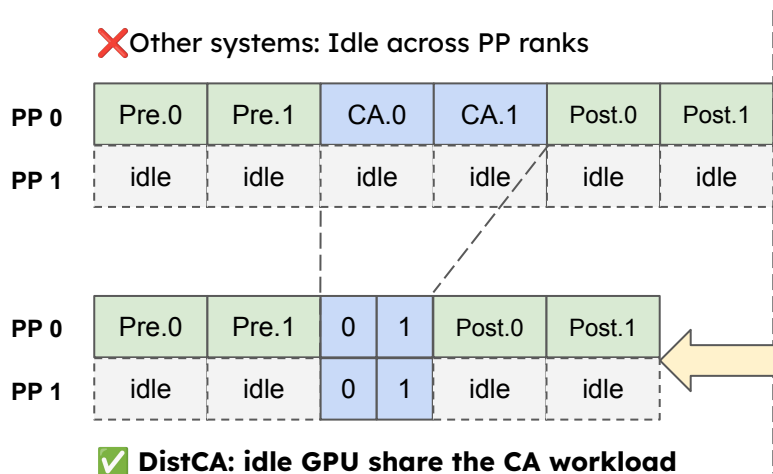 ❌Other systems: Idle across PP ranks
PP 0 Pre.0 Pre.1 CA.0 CA.1 Post.0 Post.1
PP 1 idle idle idle idle idle idle
PP 0 Pre.0 Pre.1 0 1 Post.0 Post.1
PP 1 idle idle 0 1 idle idle
✅ DistCA: idle GPU share the CA workload